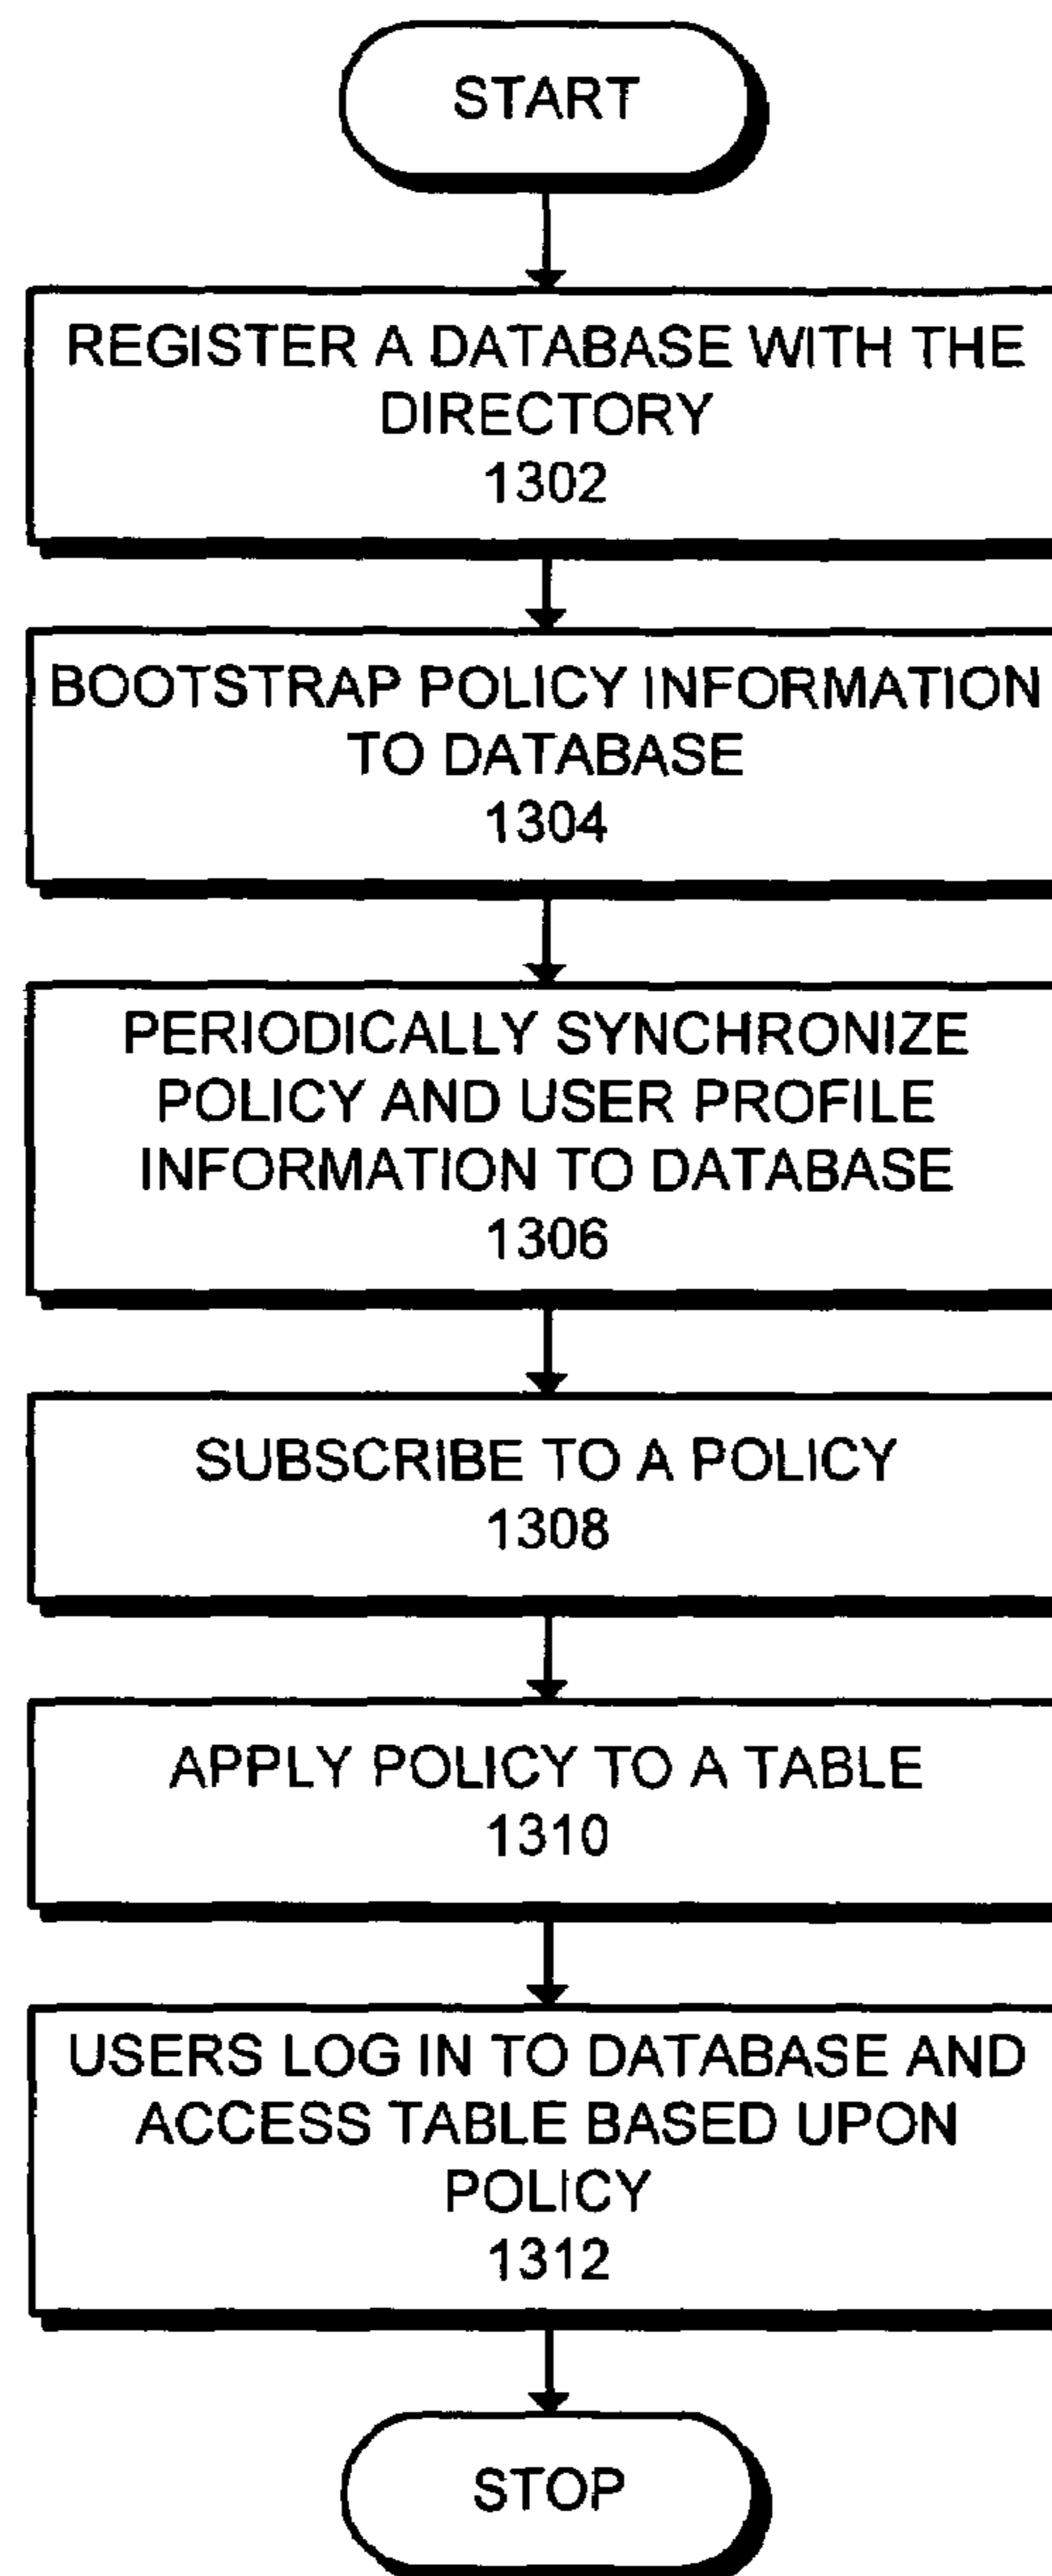 START
REGISTER A DATABASE WITH THE
DIRECTORY
1302
BOOTSTRAP POLICY INFORMATION
TO DATABASE
1304
PERIODICALLY SYNCHRONIZE
POLICY AND USER PROFILE
INFORMATION TO DATABASE
1306
SUBSCRIBE TO A POLICY
1308
APPLY POLICY TO A TABLE
1310
USERS LOG IN TO DATABASE AND
ACCESS TABLE BASED UPON
POLICY
1312
STOP